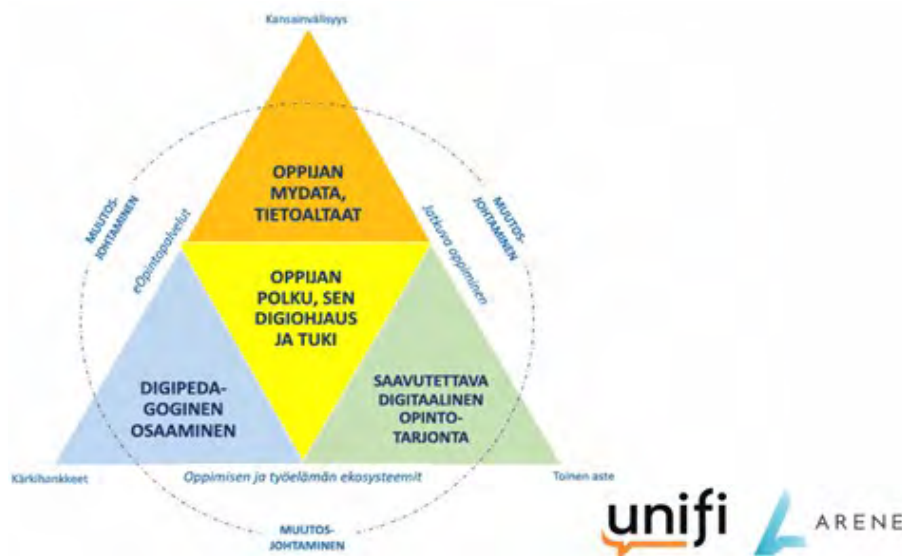 Kansainvälisyys
OPPIJAN
MYDATA,
TIETOALTAAT
MUUTOS-
JOHTAMINEN
eOpintopalvelut
Jatkuva oppiminen
MUUTOS-
JOHTAMINEN
OPPIJAN
POLKU, SEN
DIGIOHJAUS
JA TUKI
DIGIPEDA-
GOGINEN
OSAAMINEN
SAAVUTETTAVA
DIGITAALINEN
OPINTO-
TARJONTA
Kärkihankkeet
Oppimisen ja työelämän ekosysteemit
Toinen aste
MUUTOS-
JOHTAMINEN
unifi
ARENE